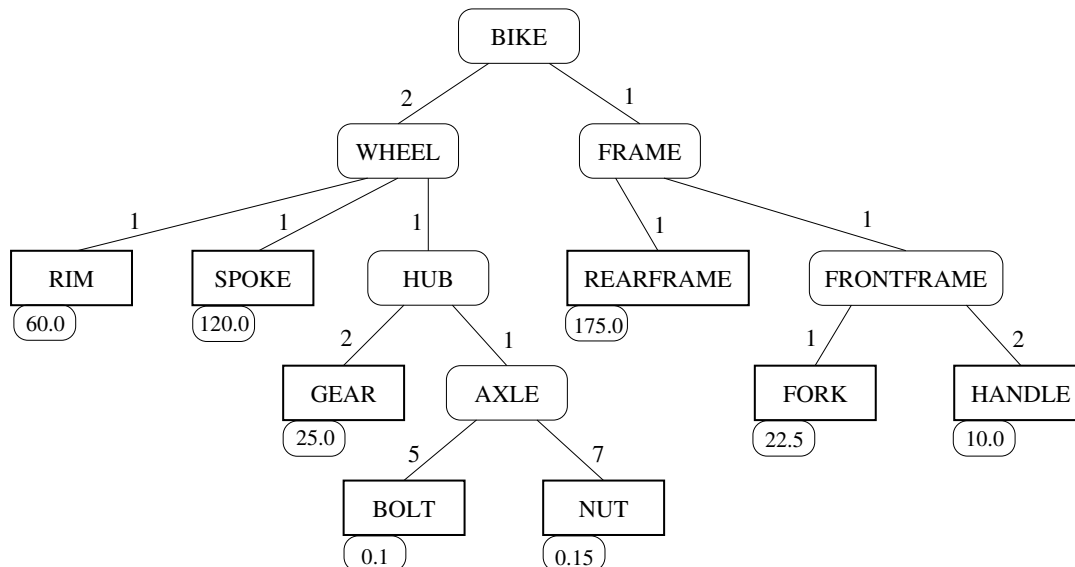 BIKE
2 1
WHEEL FRAME
1 1 1 1 1
RIM SPOKE HUB REARFRAME FRONTFRAME
60.0 120.0 175.0
2 1 1 2
GEAR AXLE FORK HANDLE
25.0 22.5 10.0
5 7
BOLT NUT
0.1 0.15